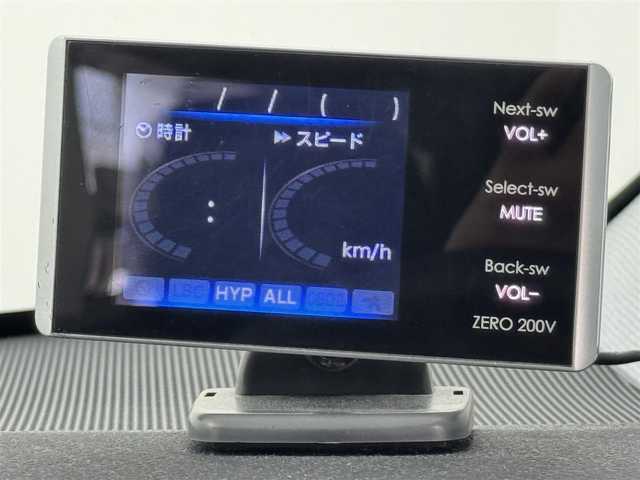 / / ( )
時計
スピード
:
km/h
LSC HYP ALL
Next-sw
VOL+
Select-sw
MUTE
Back-sw
VOL−
ZERO 200V